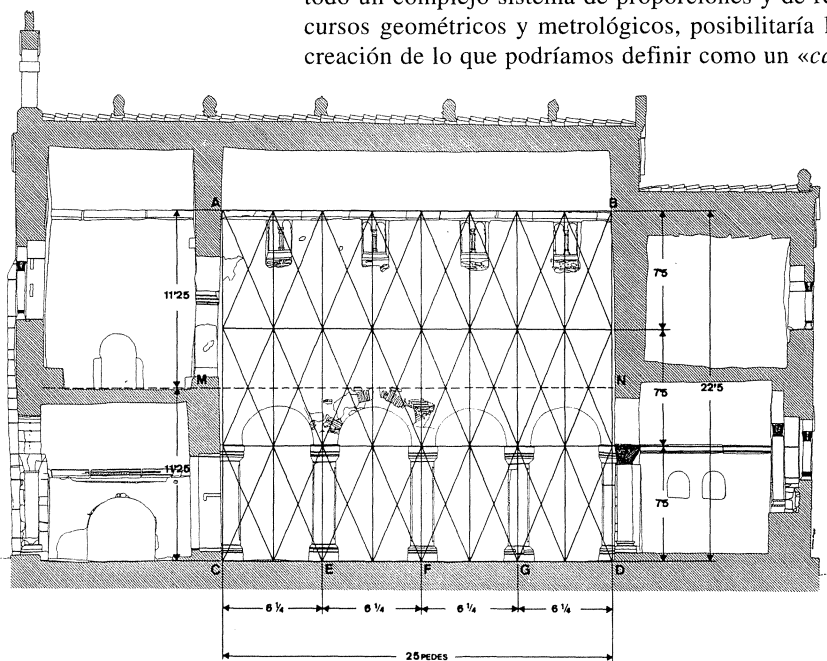 todo un complejo sistema de proporciones y de re
cursos geométricos y metrológicos, posibilitaría l
creación de lo que podríamos definir como un «ca
A B
7'5
11'25
M N
22'5
7'5
11'25
7'5
C E F G D
6 ¼ 6 ¼ 6 ¼ 6 ¼
25 PEDES